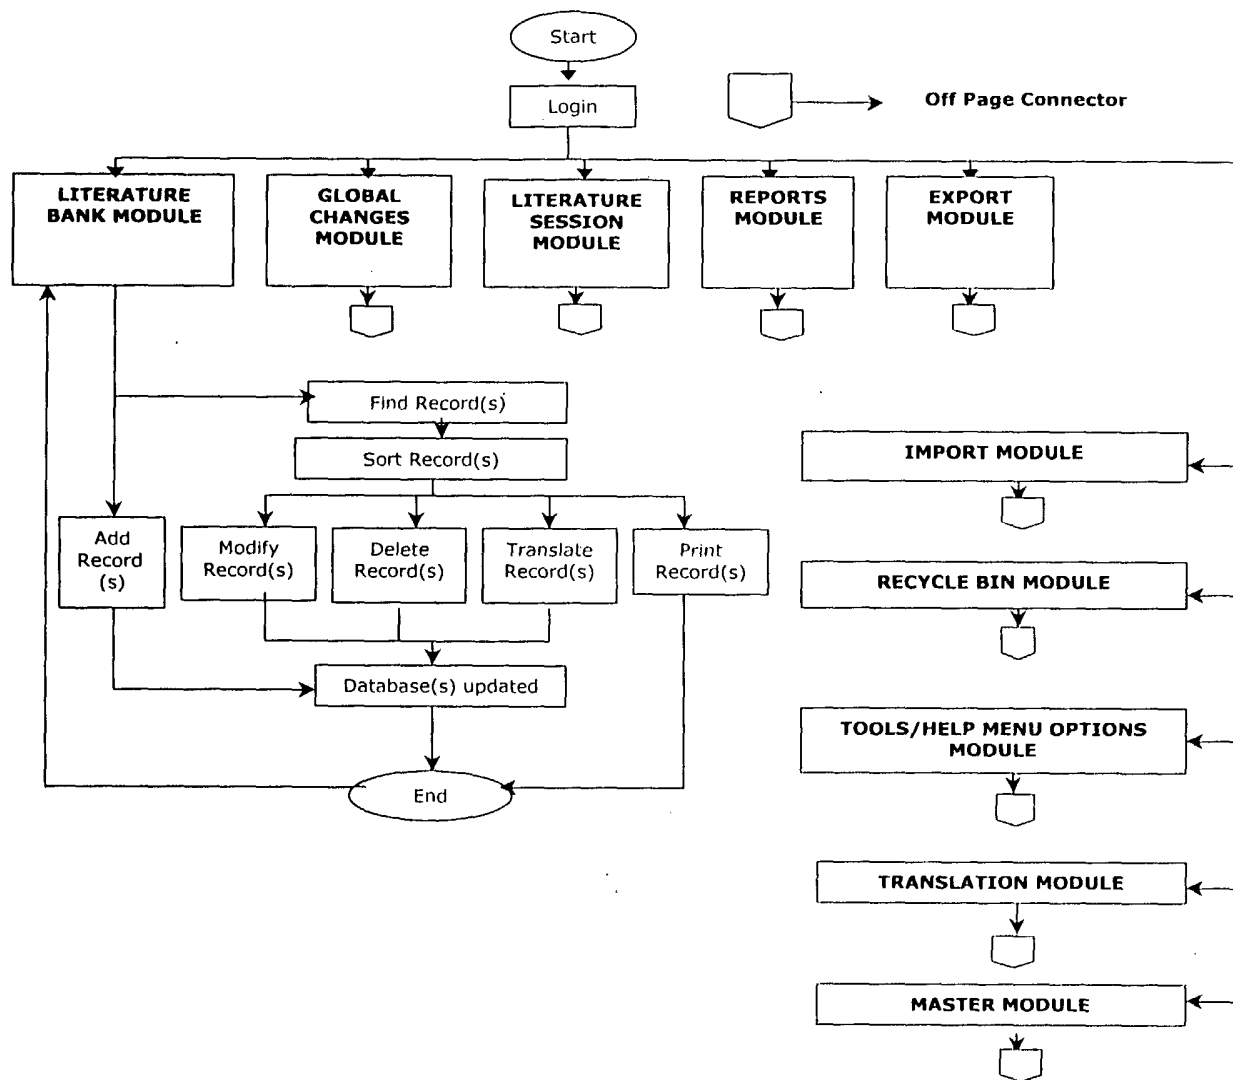 Start
Login
Off Page Connector
LITERATURE
BANK MODULE
GLOBAL
CHANGES
MODULE
LITERATURE
SESSION
MODULE
REPORTS
MODULE
EXPORT
MODULE
Find Record(s)
Sort Record(s)
Add
Record
(s)
Modify
Record(s)
Delete
Record(s)
Translate
Record(s)
Print
Record(s)
Database(s) updated
End
IMPORT MODULE
RECYCLE BIN MODULE
TOOLS/HELP MENU OPTIONS
MODULE
TRANSLATION MODULE
MASTER MODULE